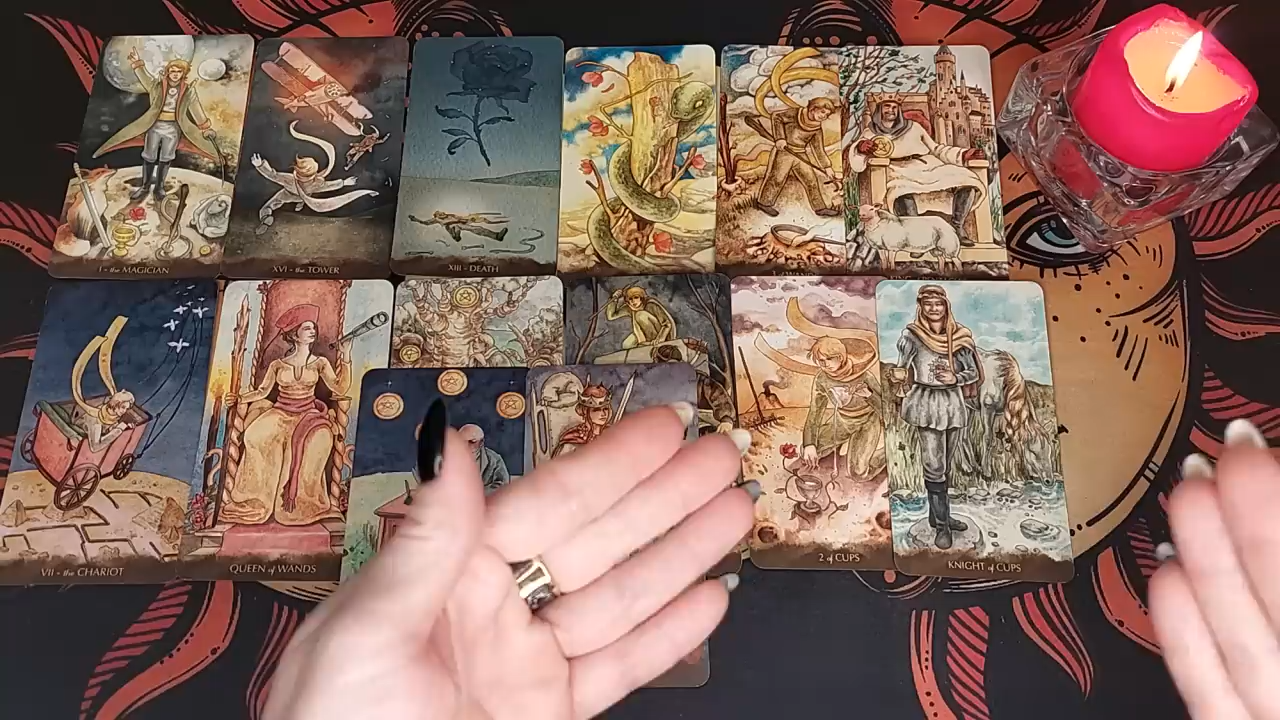 I - the MAGICIAN
XVI - the TOWER
XIII - DEATH
VII - the CHARIOT
QUEEN of WANDS
2 of CUPS
KNIGHT of CUPS